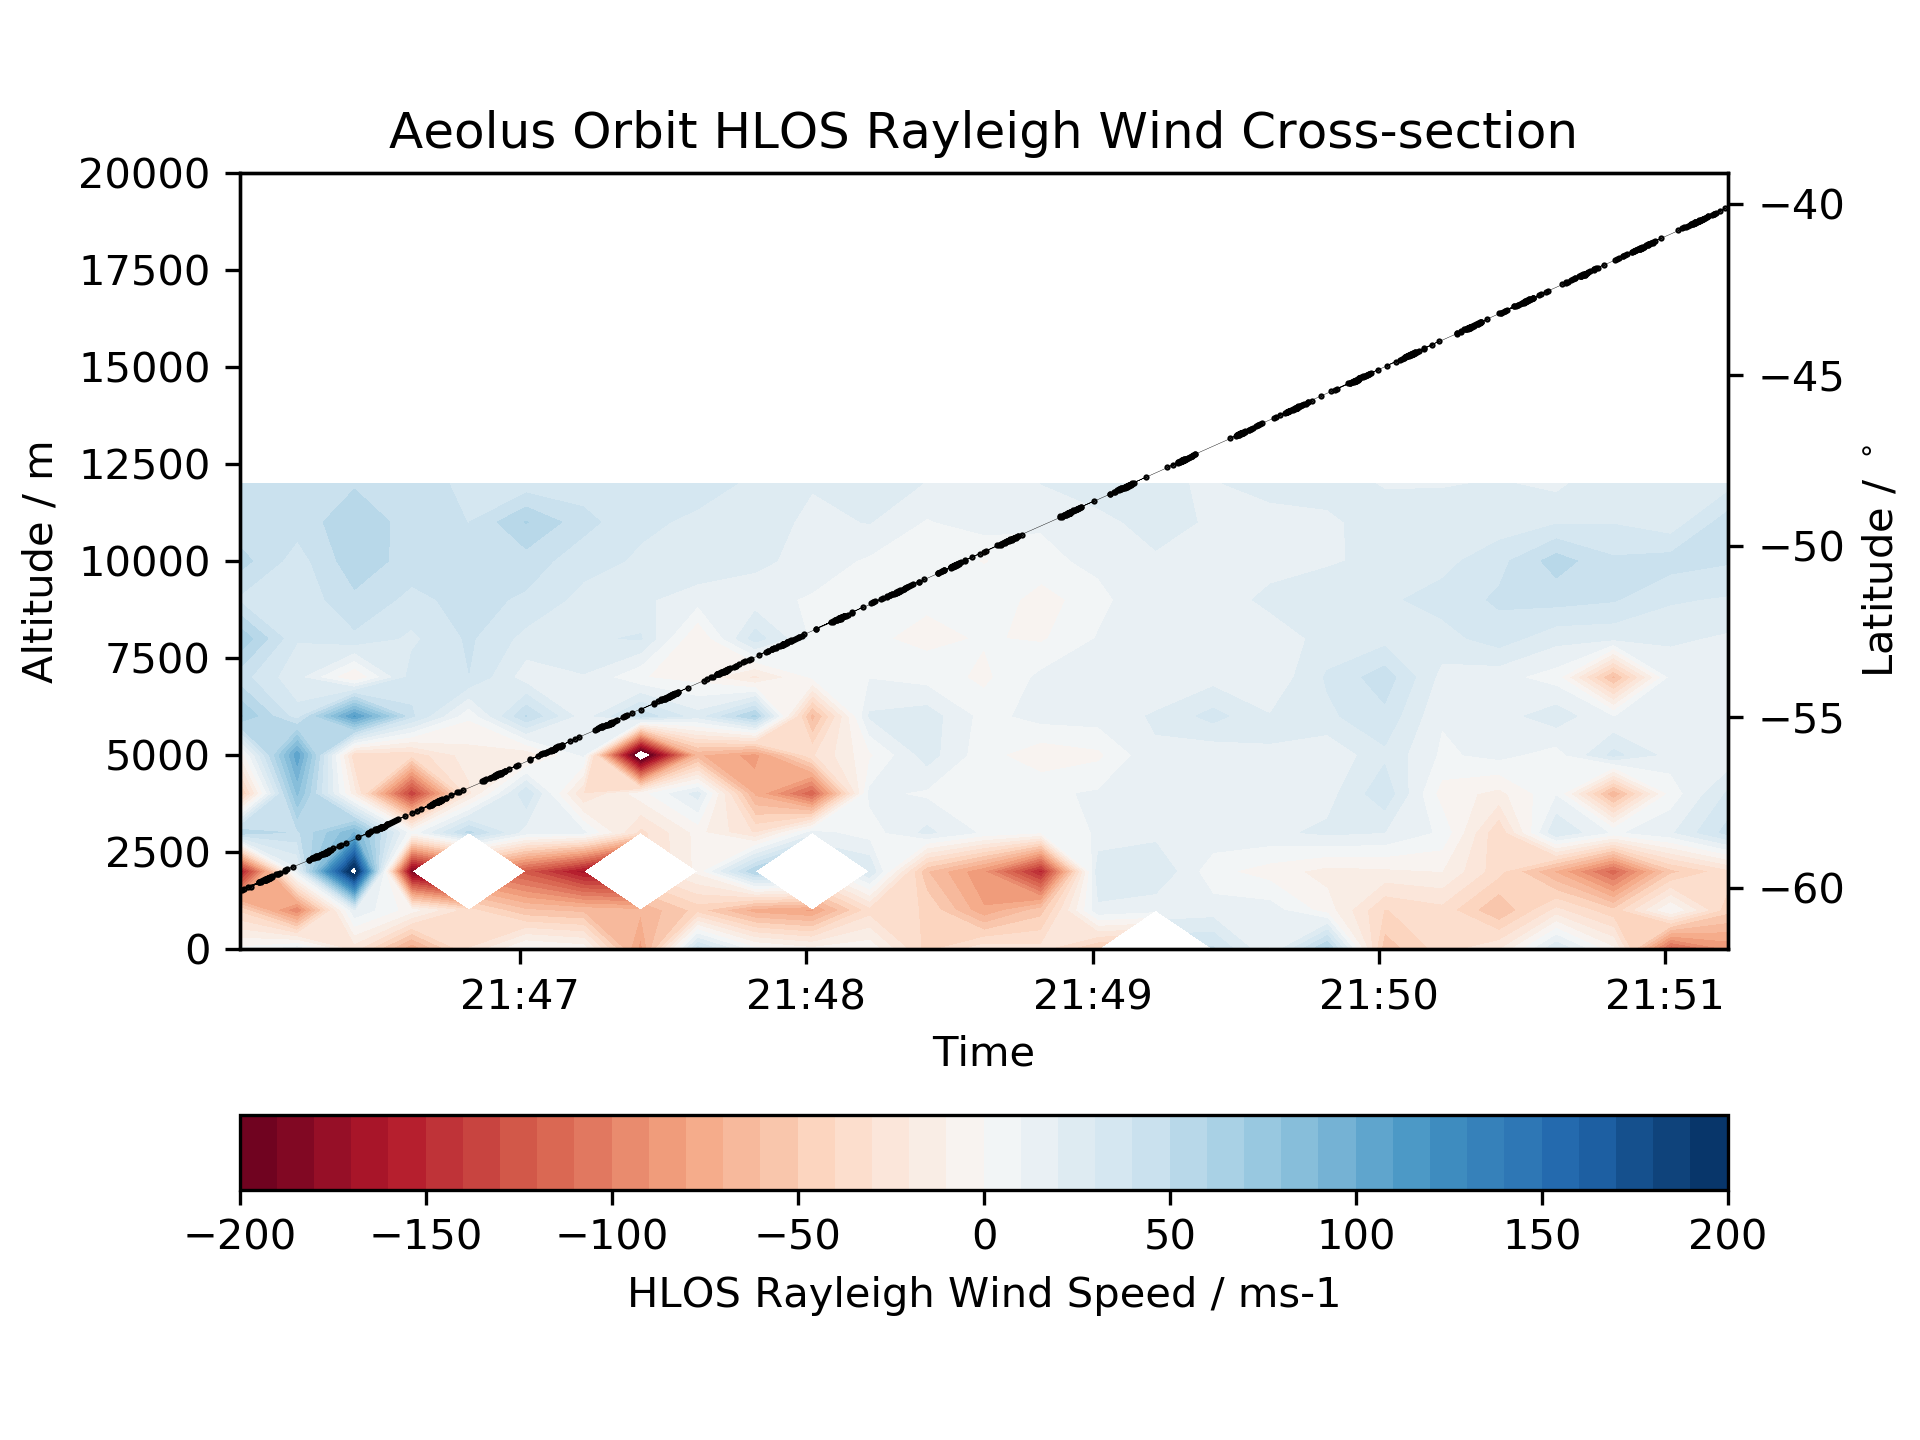 Aeolus Orbit HLOS Rayleigh Wind Cross-section
20000
17500
15000
12500
10000
7500
5000
2500
0
Altitude / m
−40
−45
−50
−55
−60
Latitude / °
21:47 21:48 21:49 21:50 21:51
Time
−200 −150 −100 −50 0 50 100 150 200
HLOS Rayleigh Wind Speed / ms-1